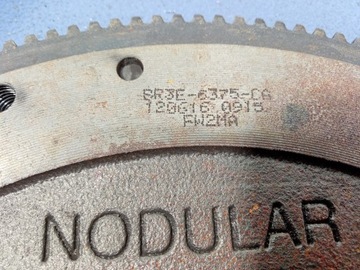 BR3E-6375-CA
120616 0915
FW2MA
NODULAR